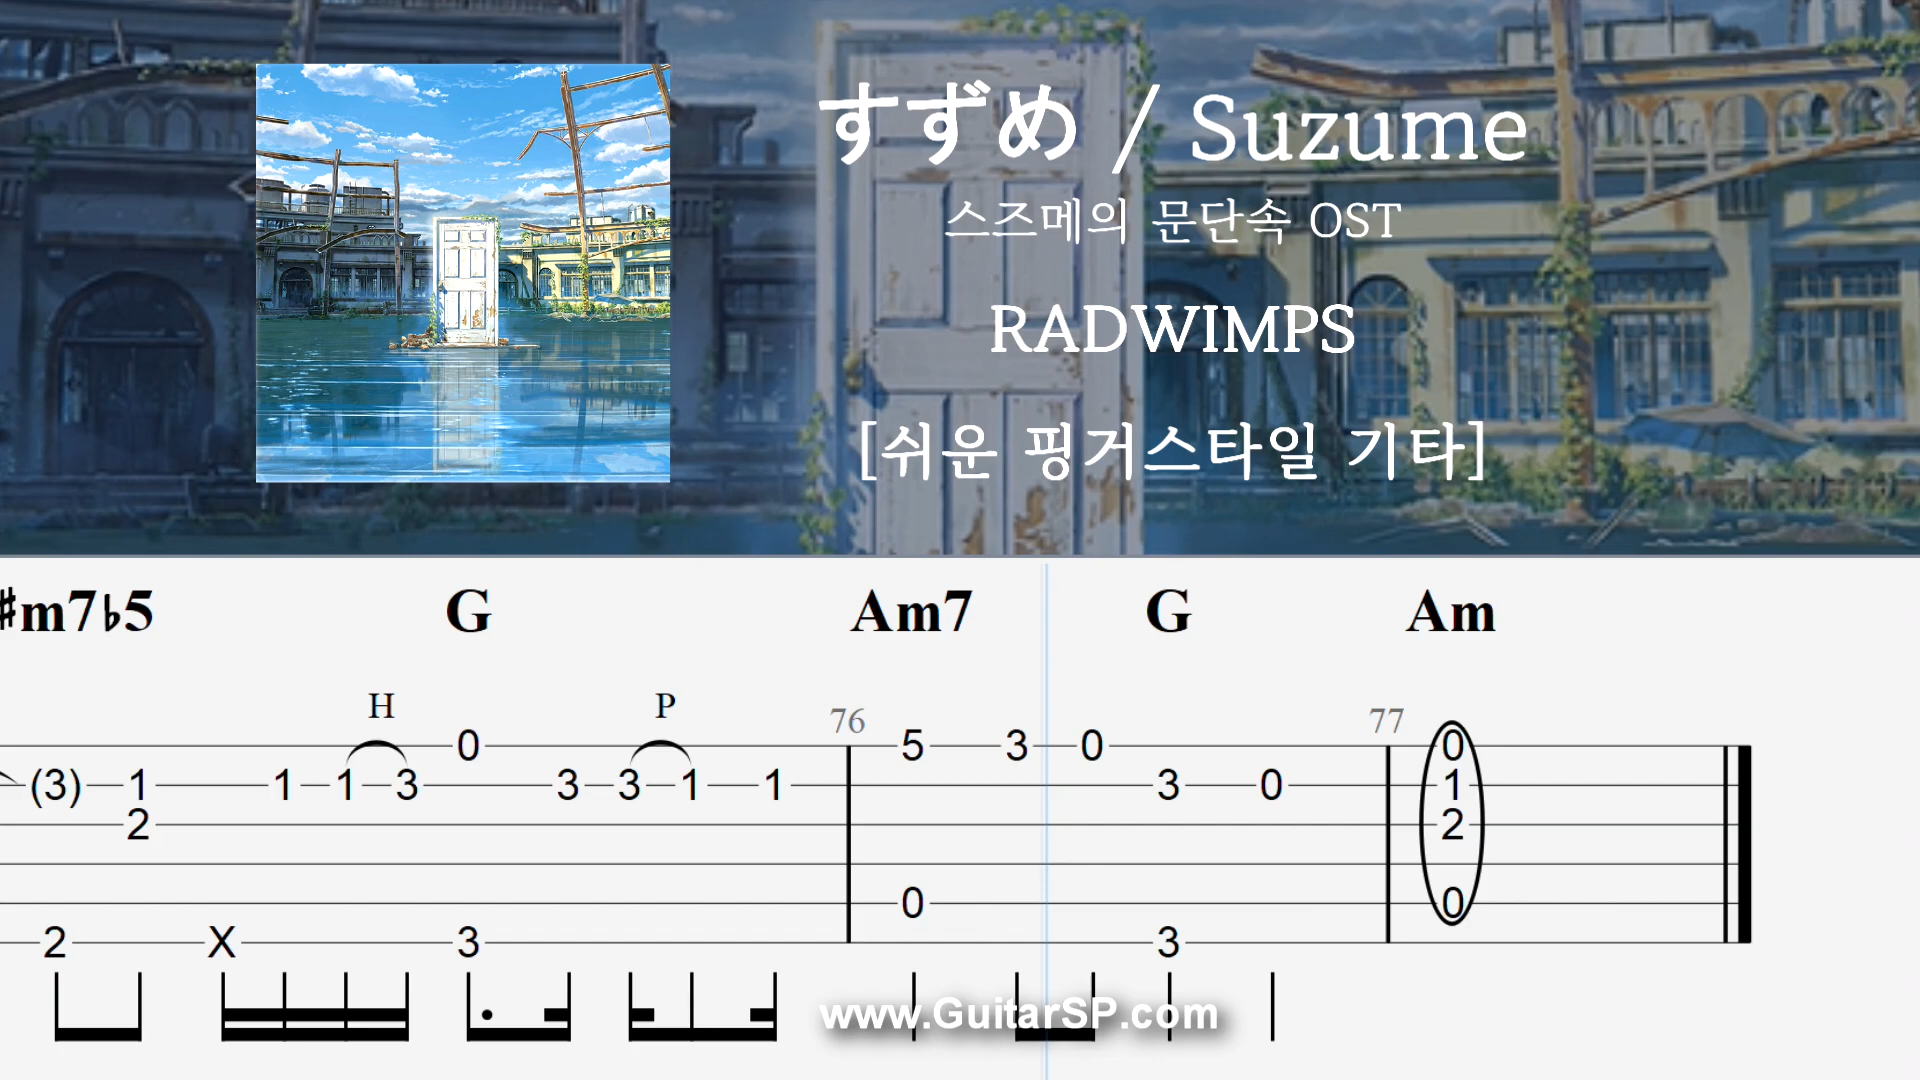 すずめ / Suzume
스즈메의 문단속 OST
RADWIMPS
[쉬운 핑거스타일 기타]
#m7b5 G Am7 G Am
H P 76 77
0 5 3 0 0
(3) 1 1 1 3 3 3 1 1 3 0 1
2 2
0 0
2 X 3 3
www.GuitarSP.com